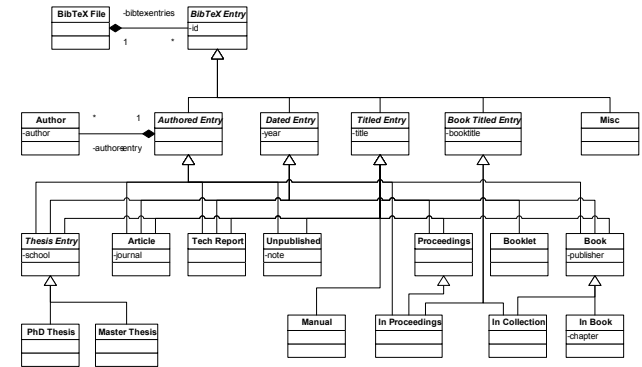 BibTeX File
-bibtexentries
BibTeX Entry
-id
1
*
Author
-author
*
1
-authorsentry
Authored Entry
Dated Entry
-year
Titled Entry
-title
Book Titled Entry
-booktitle
Misc
Thesis Entry
-school
Article
-journal
Tech Report
Unpublished
-note
Proceedings
Booklet
Book
-publisher
PhD Thesis
Master Thesis
Manual
In Proceedings
In Collection
In Book
-chapter